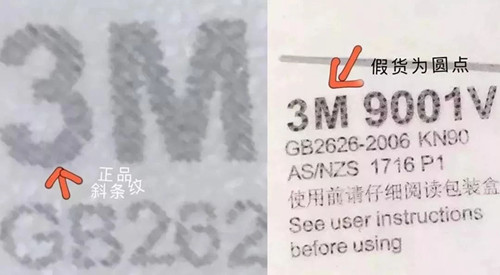 3M
正品
斜条纹
GB262
假货为圆点
3M 9001V
GB2626-2006 KN90
AS/NZS 1716 P1
使用前请仔细阅读包装盒
See user instructions
before using